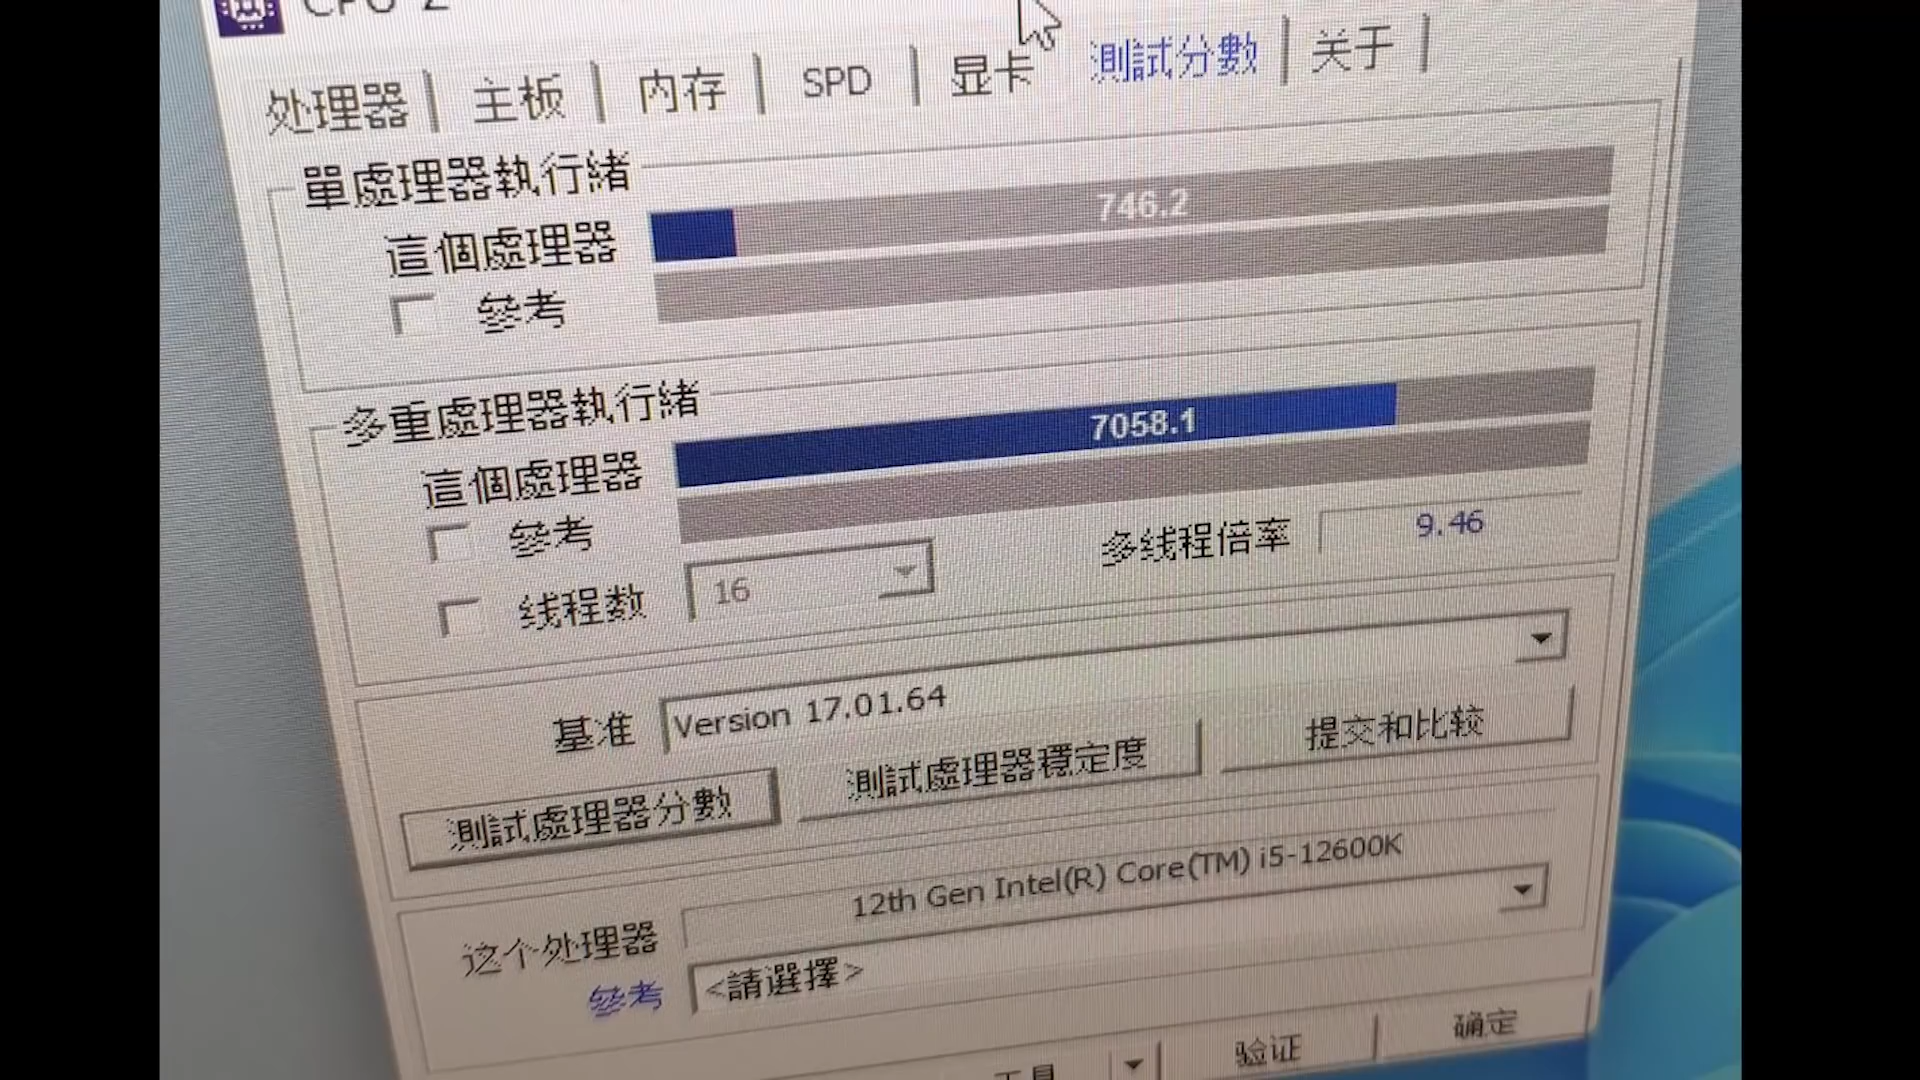 CPU-Z
处理器 主板 内存 SPD 显卡 測試分數 关于
單處理器執行緒
這個處理器 746.2
參考
多重處理器執行緒
這個處理器 7058.1
參考
线程数 16 多线程倍率 9.46
基准 Version 17.01.64
測試處理器分數 測試處理器穩定度 提交和比较
这个处理器 12th Gen Intel(R) Core(TM) i5-12600K
參考 <請選擇>
工具 验证 确定